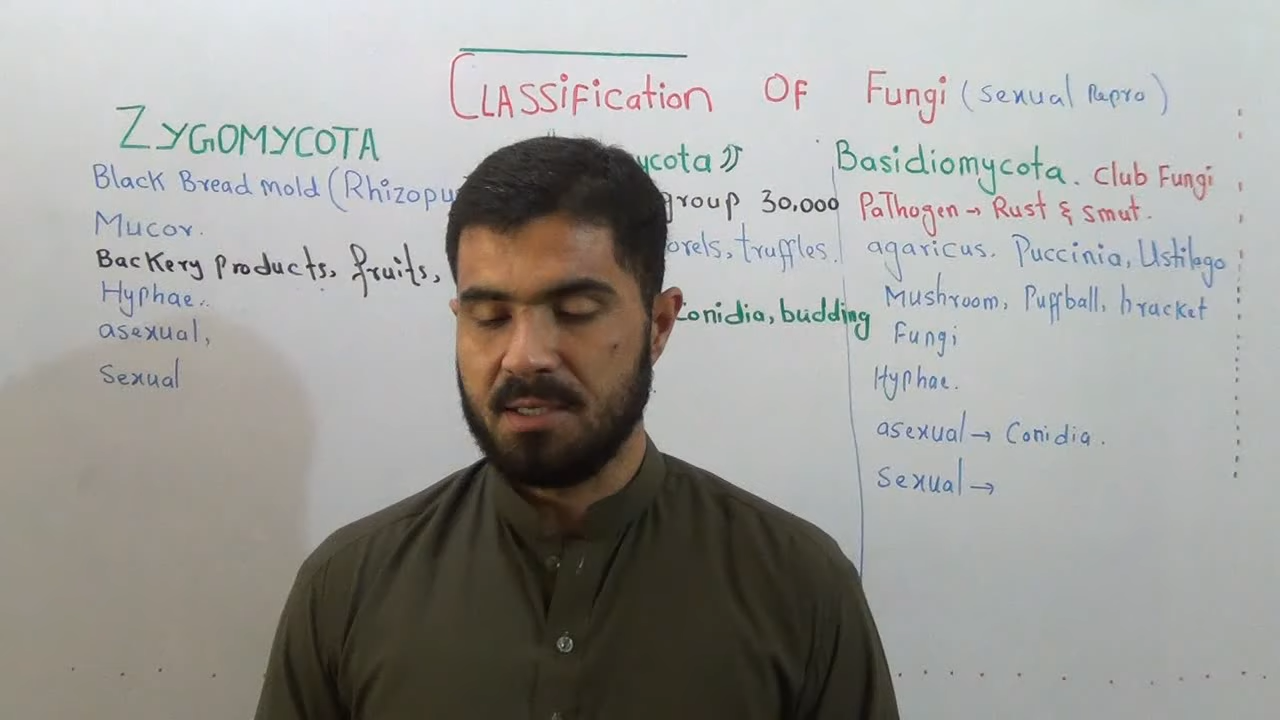 CLASSification OF Fungi (Sexual Repro)
ZYGOMYCOTA
Black Bread mold (Rhizopu
Mucor.
Backery products, fruits,
Hyphae..
asexual,
Sexual
ycota))
group 30,000
orels, truffles.
Conidia, budding
Basidiomycota. Club Fungi
PaThogen → Rust & smut.
agaricus. Puccinia, Ustilago
Mushroom, Puffball, bracket
Fungi
Hyphae.
asexual → Conidia.
Sexual →